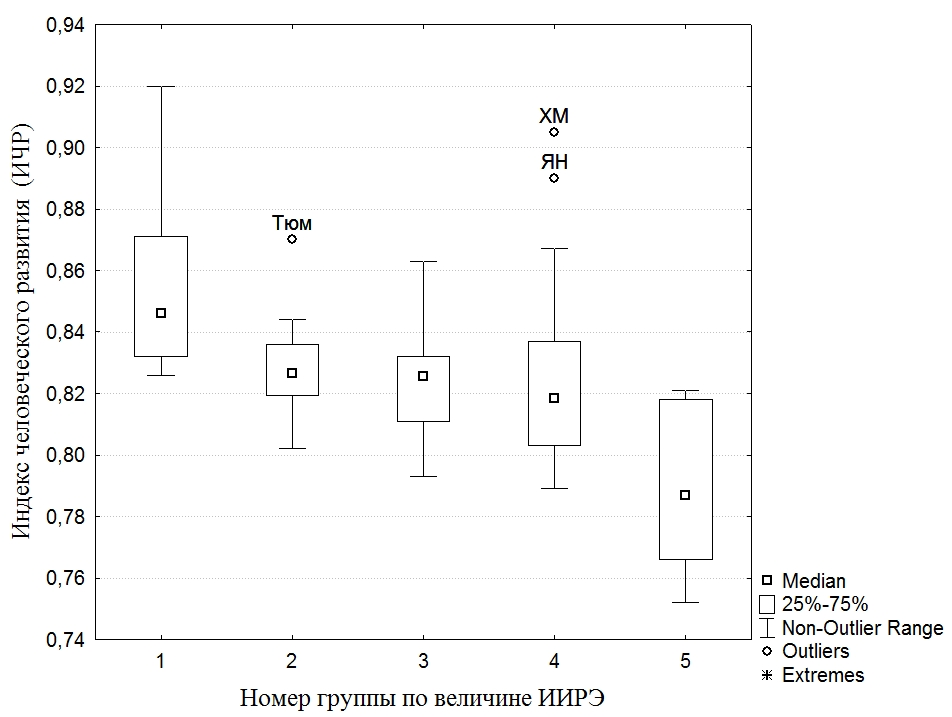 0,94
0,92
0,90
0,88
0,86
0,84
0,82
0,80
0,78
0,76
0,74
Индекс человеческого развития (ИЧР)
ХМ
ЯН
Тюм
1 2 3 4 5
Номер группы по величине ИИРЭ
Median
25%-75%
Non-Outlier Range
Outliers
Extremes